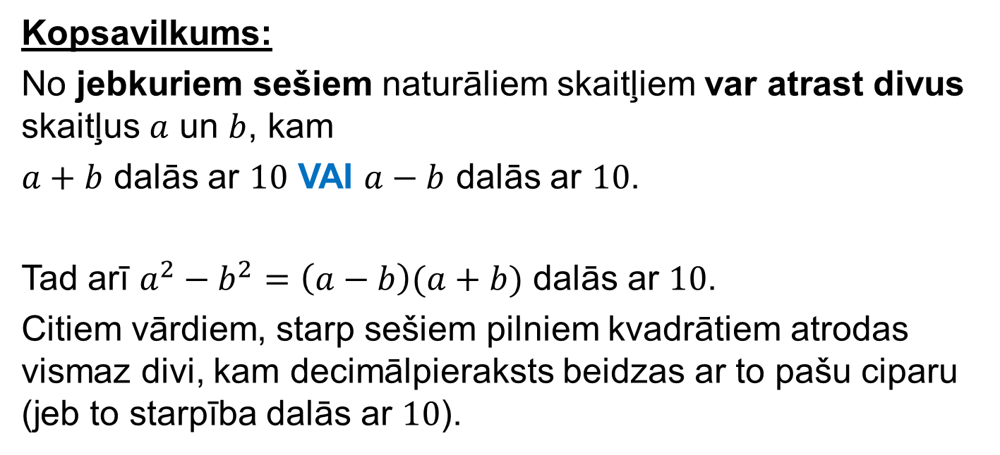 Kopsavilkums:
No jebkuriem sešiem naturāliem skaitļiem var atrast divus
skaitļus a un b, kam
a + b dalās ar 10 VAI a − b dalās ar 10.
Tad arī a² − b² = (a − b)(a + b) dalās ar 10.
Citiem vārdiem, starp sešiem pilniem kvadrātiem atrodas
vismaz divi, kam decimālpieraksts beidzas ar to pašu ciparu
(jeb to starpība dalās ar 10).